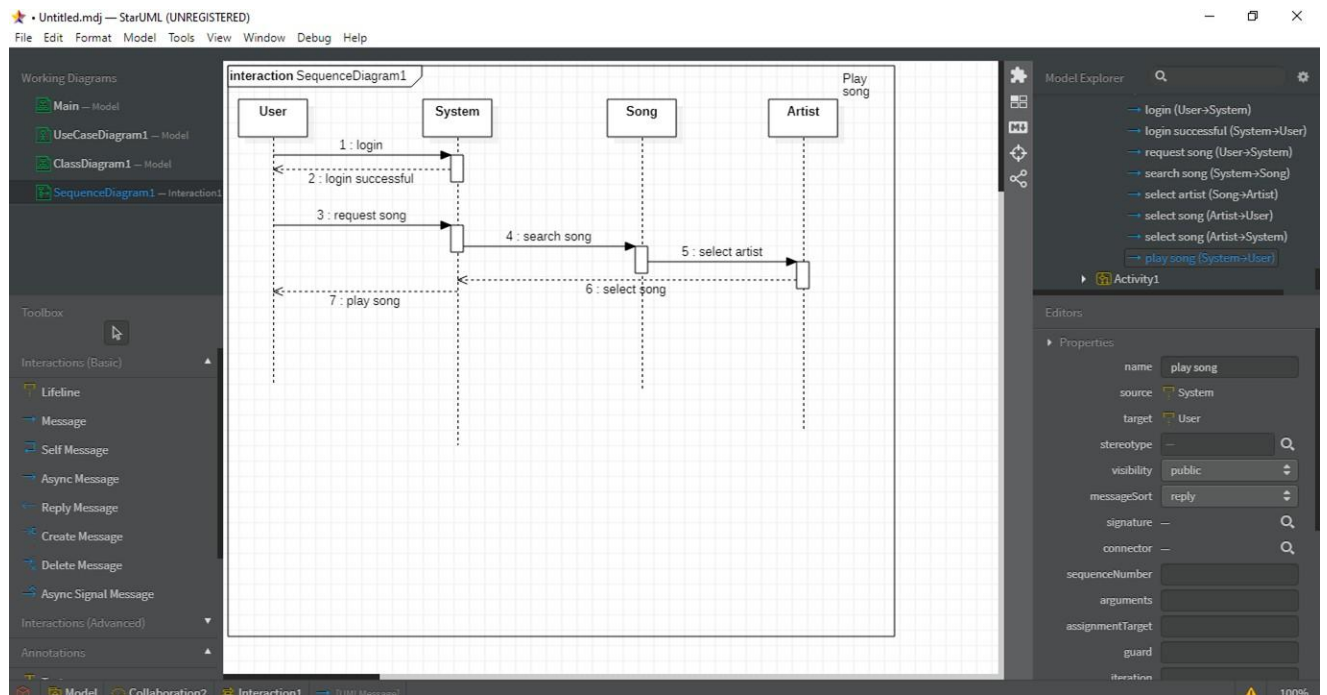 • Untitled.mdj — StarUML (UNREGISTERED)
File Edit Format Model Tools View Window Debug Help
Working Diagrams
Main — Model
UseCaseDiagram1 — Model
ClassDiagram1 — Model
SequenceDiagram1 — Interaction1
Toolbox
Interactions (Basic)
Lifeline
Message
Self Message
Async Message
Reply Message
Create Message
Delete Message
Async Signal Message
Interactions (Advanced)
Annotations
interaction SequenceDiagram1
Play
song
User
System
Song
Artist
1 : login
2 : login successful
3 : request song
4 : search song
5 : select artist
6 : select song
7 : play song
Model Explorer
login (User→System)
login successful (System→User)
request song (User→System)
search song (System→Song)
select artist (Song→Artist)
select song (Artist→User)
select song (Artist→System)
play song (System→User)
Activity1
Editors
Properties
name play song
source System
target User
stereotype —
visibility public
messageSort reply
signature —
connector —
sequenceNumber
arguments
assignmentTarget
guard
iteration
Model Collaboration2 Interaction1 [UMLMessage]
100%